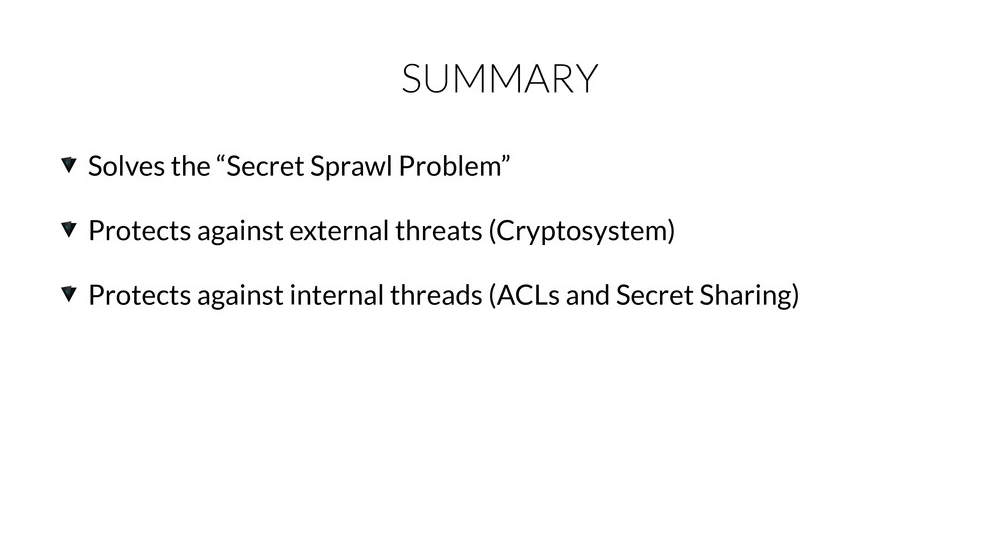 SUMMARY
Solves the “Secret Sprawl Problem”
Protects against external threats (Cryptosystem)
Protects against internal threads (ACLs and Secret Sharing)